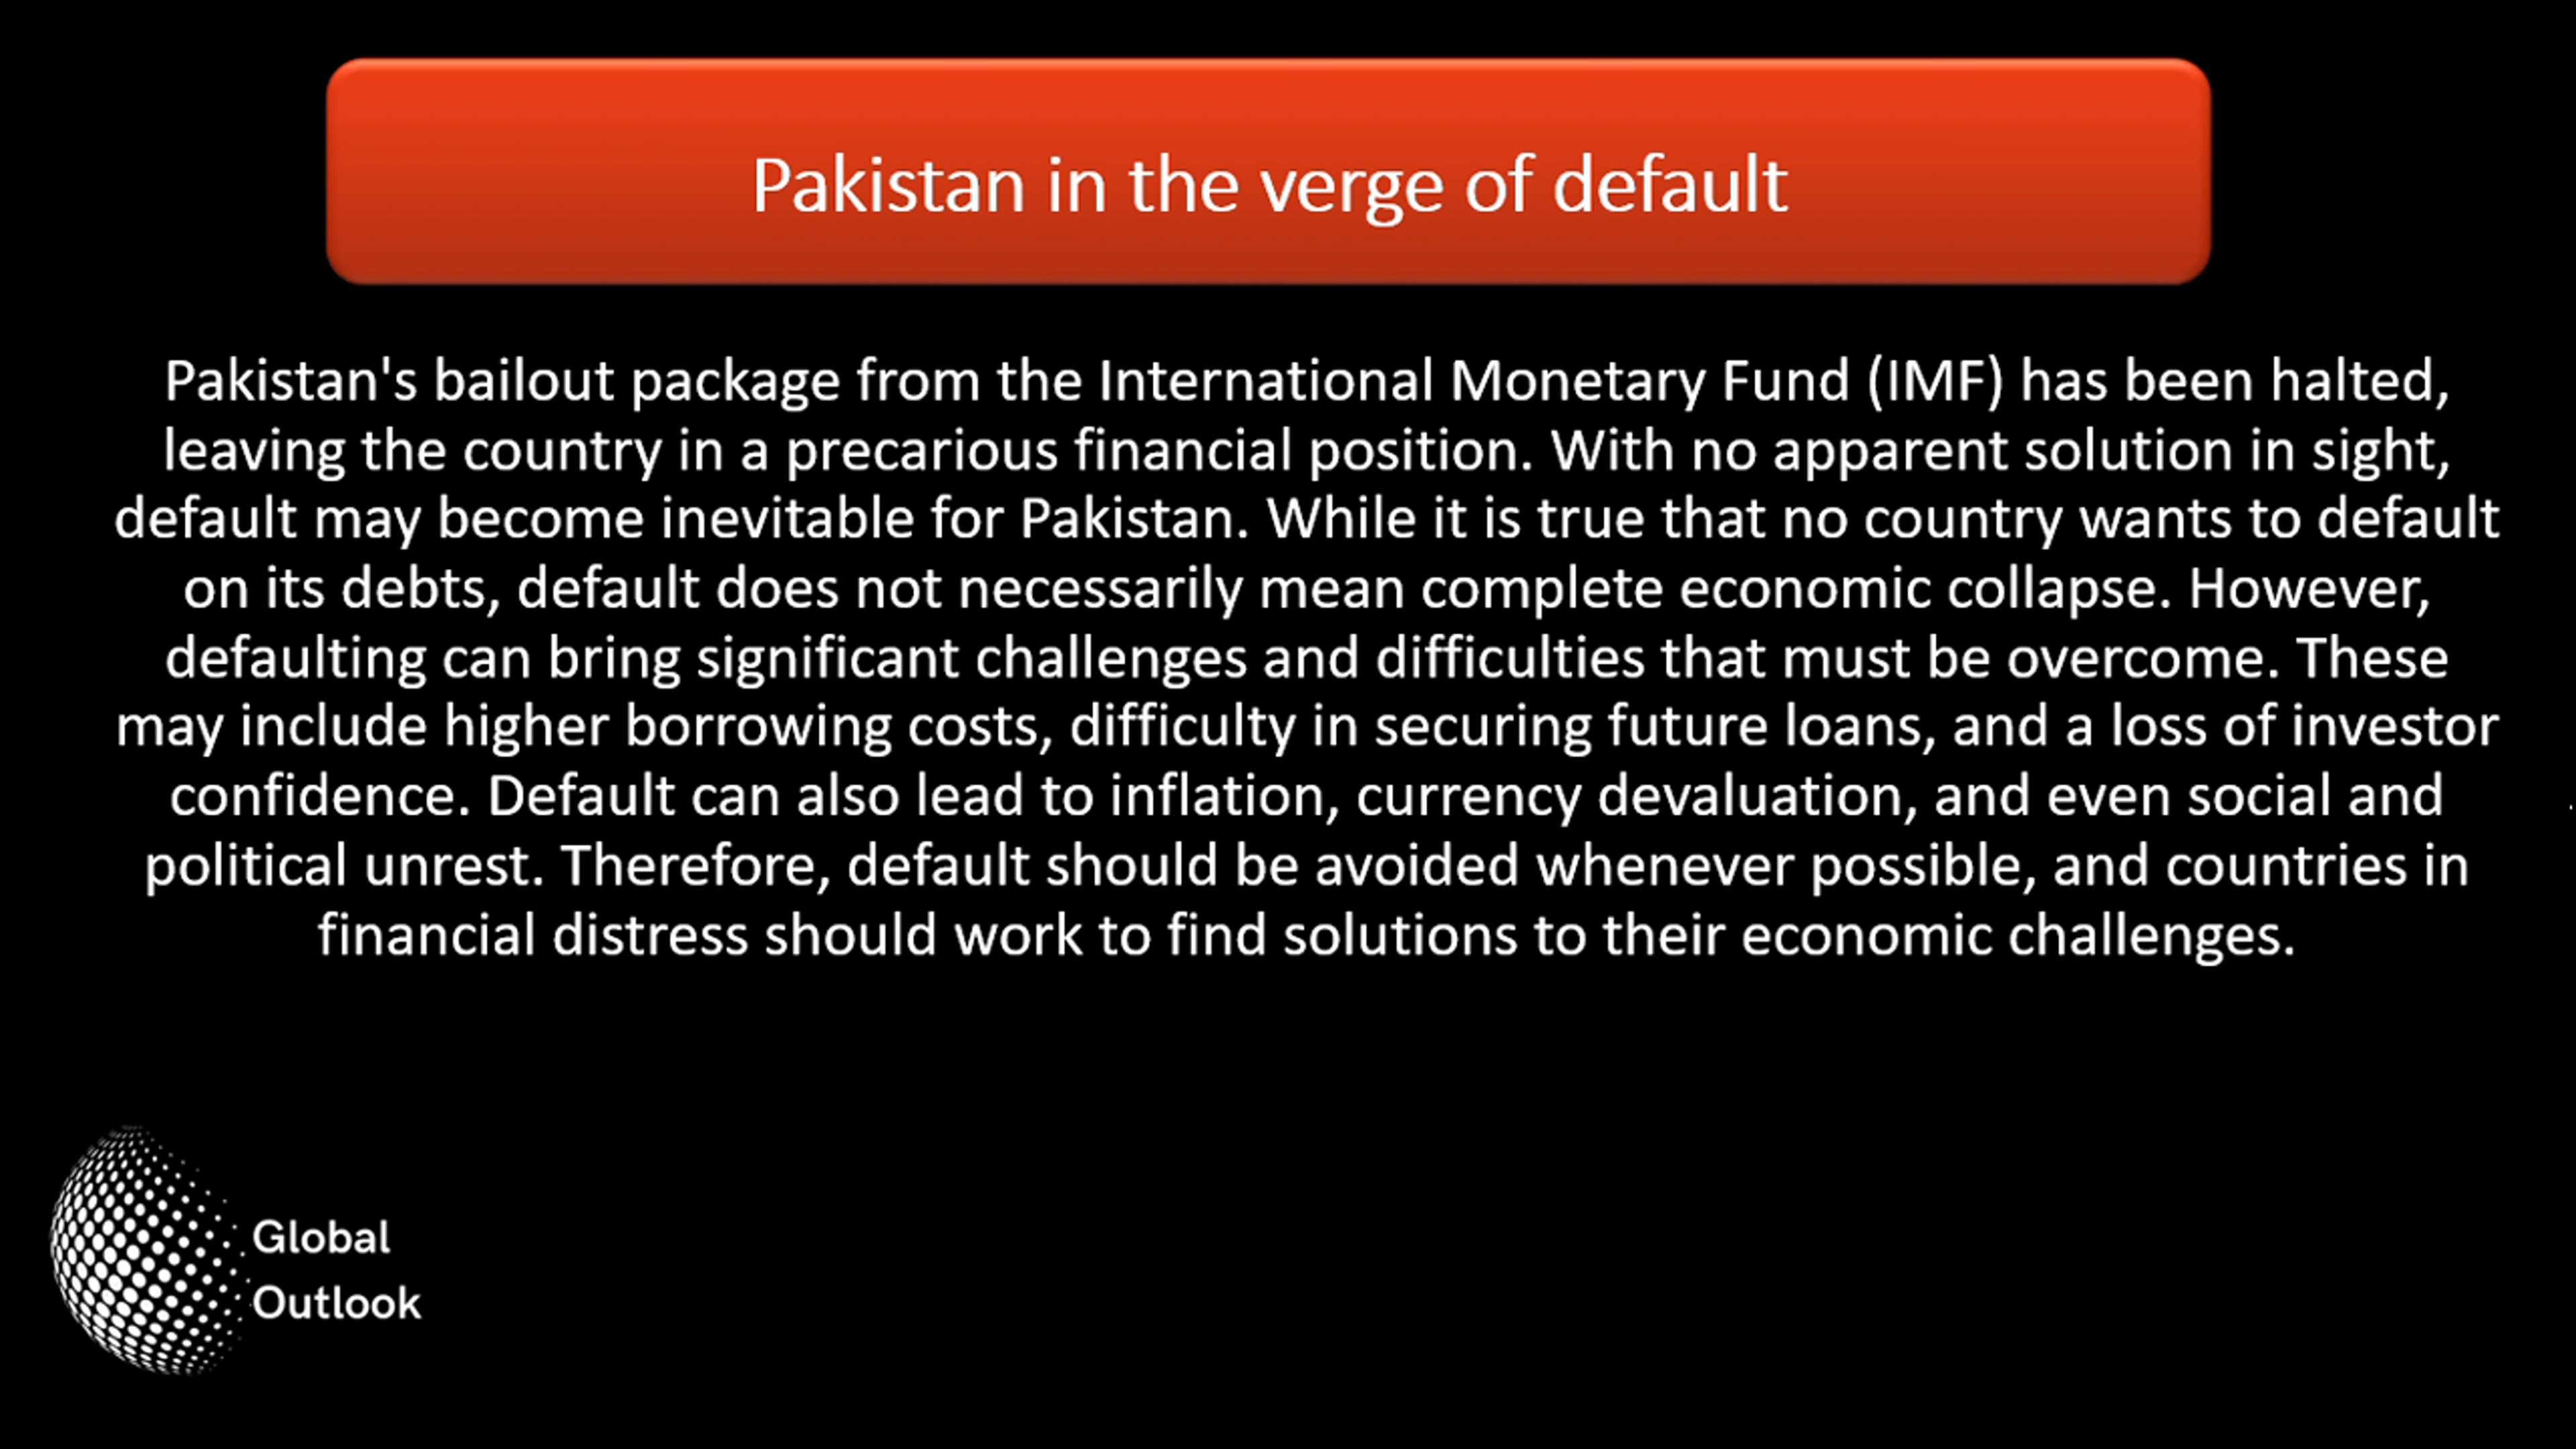 Pakistan in the verge of default
Pakistan's bailout package from the International Monetary Fund (IMF) has been halted,
leaving the country in a precarious financial position. With no apparent solution in sight,
default may become inevitable for Pakistan. While it is true that no country wants to default
on its debts, default does not necessarily mean complete economic collapse. However,
defaulting can bring significant challenges and difficulties that must be overcome. These
may include higher borrowing costs, difficulty in securing future loans, and a loss of investor
confidence. Default can also lead to inflation, currency devaluation, and even social and
political unrest. Therefore, default should be avoided whenever possible, and countries in
financial distress should work to find solutions to their economic challenges.
Global
Outlook